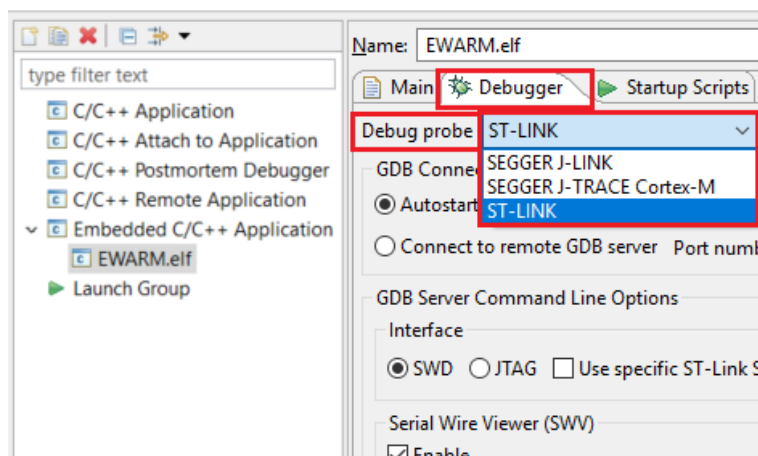 type filter text
C/C++ Application
C/C++ Attach to Application
C/C++ Postmortem Debugger
C/C++ Remote Application
Embedded C/C++ Application
EWARM.elf
Launch Group
Name: EWARM.elf
Main Debugger Startup Scripts
Debug probe ST-LINK
SEGGER J-LINK
SEGGER J-TRACE Cortex-M
ST-LINK
GDB Conne
Autostart
Connect to remote GDB server Port numb
GDB Server Command Line Options
Interface
SWD JTAG Use specific ST-Link S
Serial Wire Viewer (SWV)
Enable